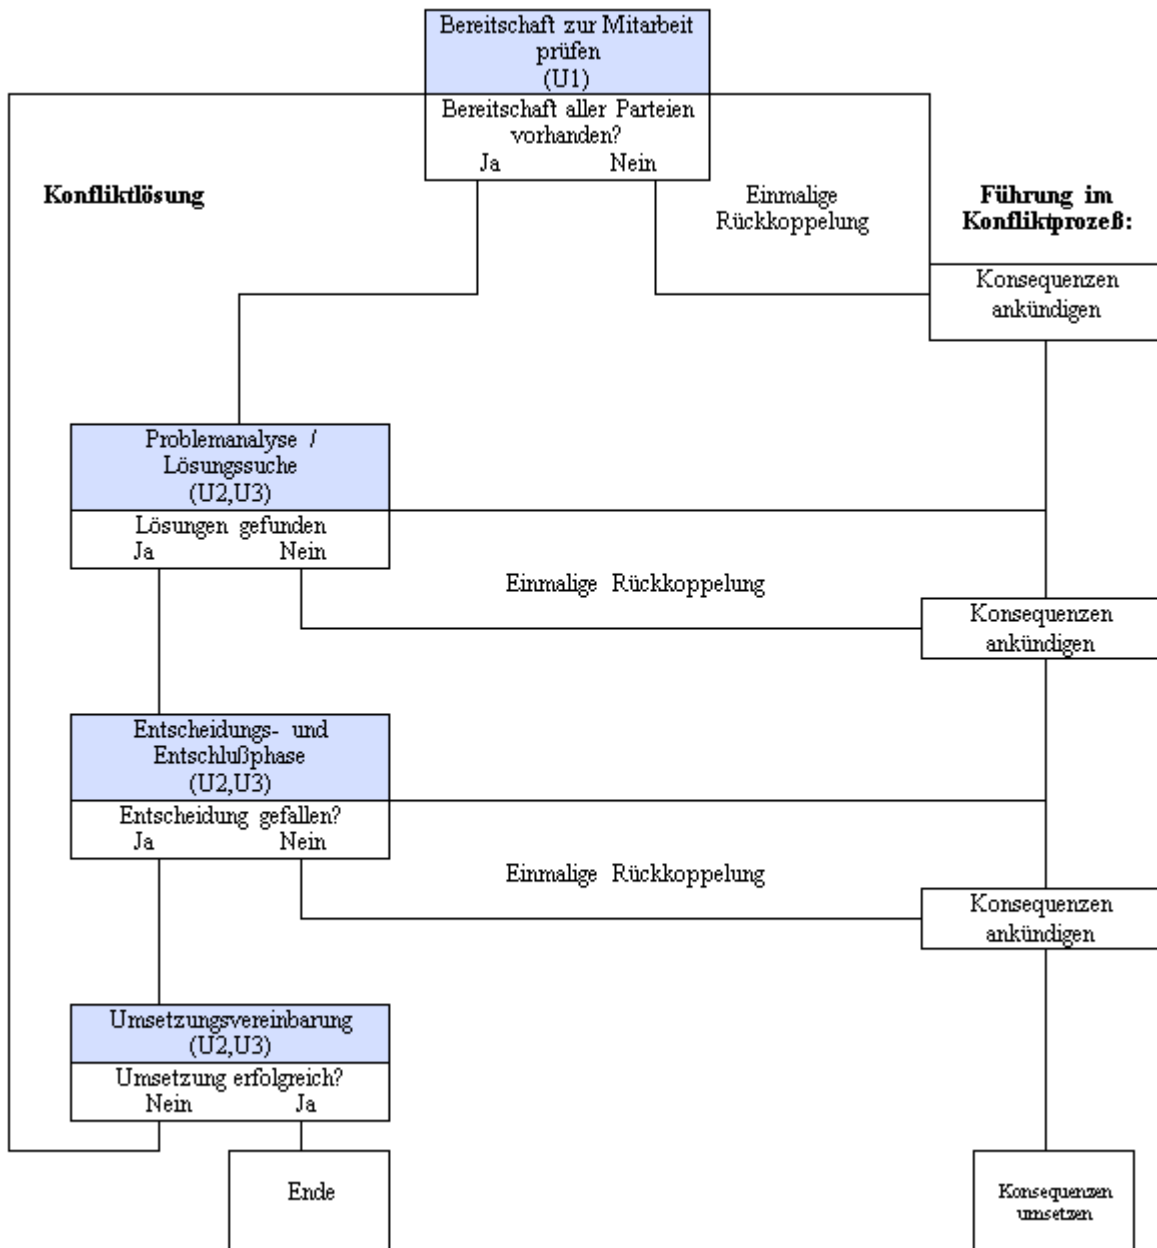 Bereitschaft zur Mitarbeit
prüfen
(U1)
Bereitschaft aller Parteien
vorhanden?
Ja Nein
Konfliktlösung
Einmalige
Rückkoppelung
Führung im
Konfliktprozeß:
Konsequenzen
ankündigen
Problemanalyse /
Lösungssuche
(U2,U3)
Lösungen gefunden
Ja Nein
Einmalige Rückkoppelung
Konsequenzen
ankündigen
Entscheidungs- und
Entschlußphase
(U2,U3)
Entscheidung gefallen?
Ja Nein
Einmalige Rückkoppelung
Konsequenzen
ankündigen
Umsetzungsvereinbarung
(U2,U3)
Umsetzung erfolgreich?
Nein Ja
Ende
Konsequenzen
umsetzen